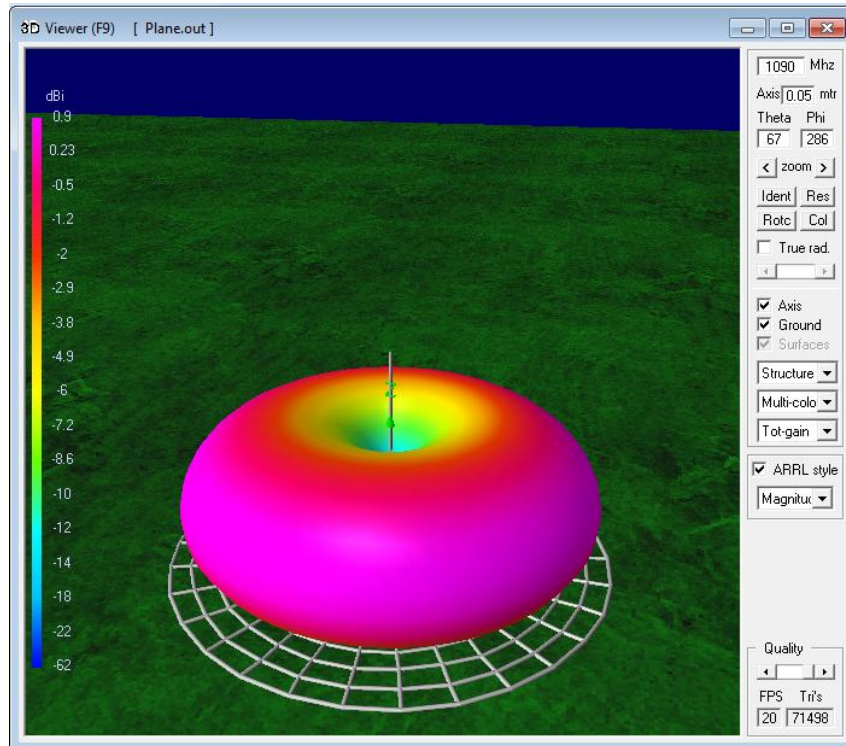 3D Viewer (F9) [ Plane.out ]
dBi
0.9
0.23
-0.5
-1.2
-2
-2.9
-3.8
-4.9
-6
-7.2
-8.6
-10
-12
-14
-18
-22
-62
Z
1090 Mhz
Axis 0.05 mtr
Theta Phi
67 286
< zoom >
Ident Res
Rotc Col
True rad.
Axis
Ground
Surfaces
Structure
Multi-colo
Tot-gain
ARRL style
Magnituc
Quality
FPS Tri's
20 71498